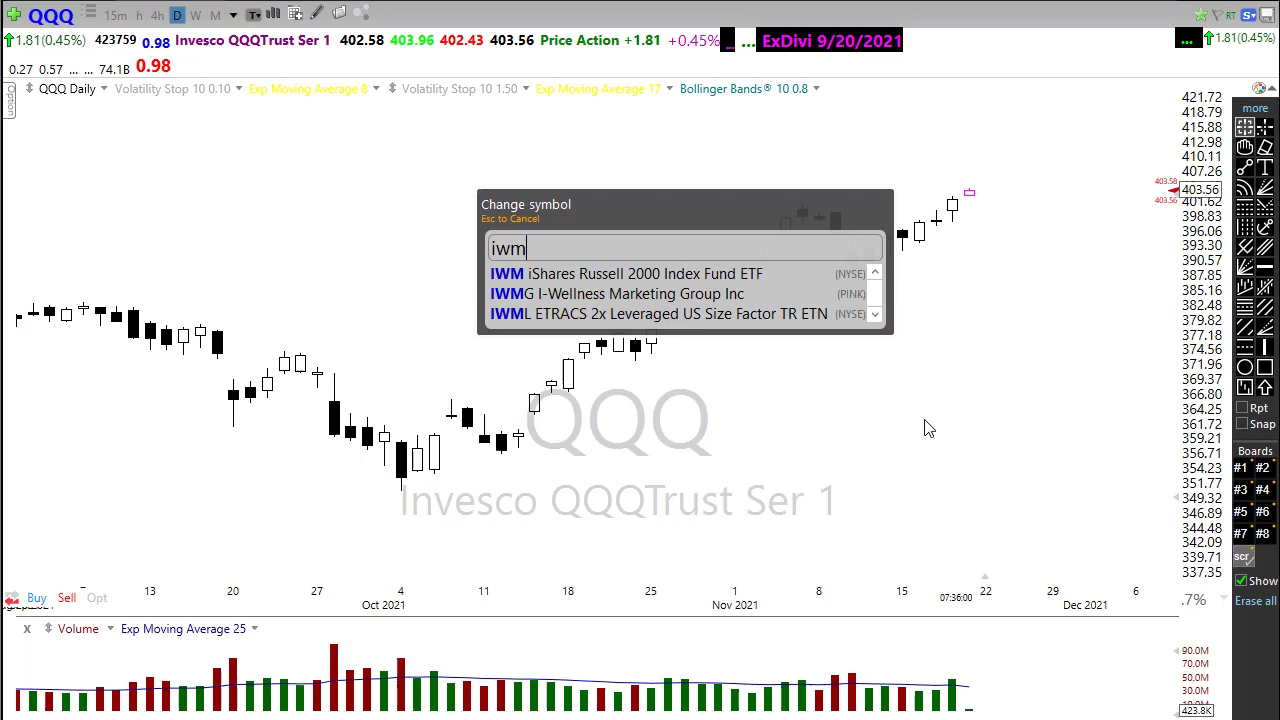 QQQ 15m h 4h D W M T
RT S
1.81(0.45%) 423759 0.98 Invesco QQQTrust Ser 1 402.58 403.96 402.43 403.56 Price Action +1.81 +0.45% ... ... ExDivi 9/20/2021 ... 1.81(0.45%)
0.27 0.57 ... ... 74.1B 0.98
Option
QQQ Daily Volatility Stop 10 0.10 Exp Moving Average 8 Volatility Stop 10 1.50 Exp Moving Average 17 Bollinger Bands® 10 0.8
421.72
418.79
415.88
412.98
410.11
407.26
403.58
403.56
403.56
401.62
398.83
396.06
393.30
390.57
387.85
385.16
382.48
379.82
377.18
374.56
371.96
369.37
366.80
364.25
361.72
359.21
356.71
354.23
349.32
346.89
344.48
342.09
339.71
337.35
Change symbol
Esc to Cancel
iwm
IWM iShares Russell 2000 Index Fund ETF (NYSE)
IWMG I-Wellness Marketing Group Inc (PINK)
IWML ETRACS 2x Leveraged US Size Factor TR ETN (NYSE)
QQQ
Invesco QQQTrust Ser 1
more
T
Rpt
Snap
Boards
#1 #2
#3 #4
#5 #6
#7 #8
scr
Show
Erase all
Buy Sell Opt
13 20 27 4 11 18 25 1 8 15 07:36:00 22 29 6
Oct 2021 Nov 2021 Dec 2021
.7%
x Volume Exp Moving Average 25
90.0M
70.0M
50.0M
30.0M
423.8K